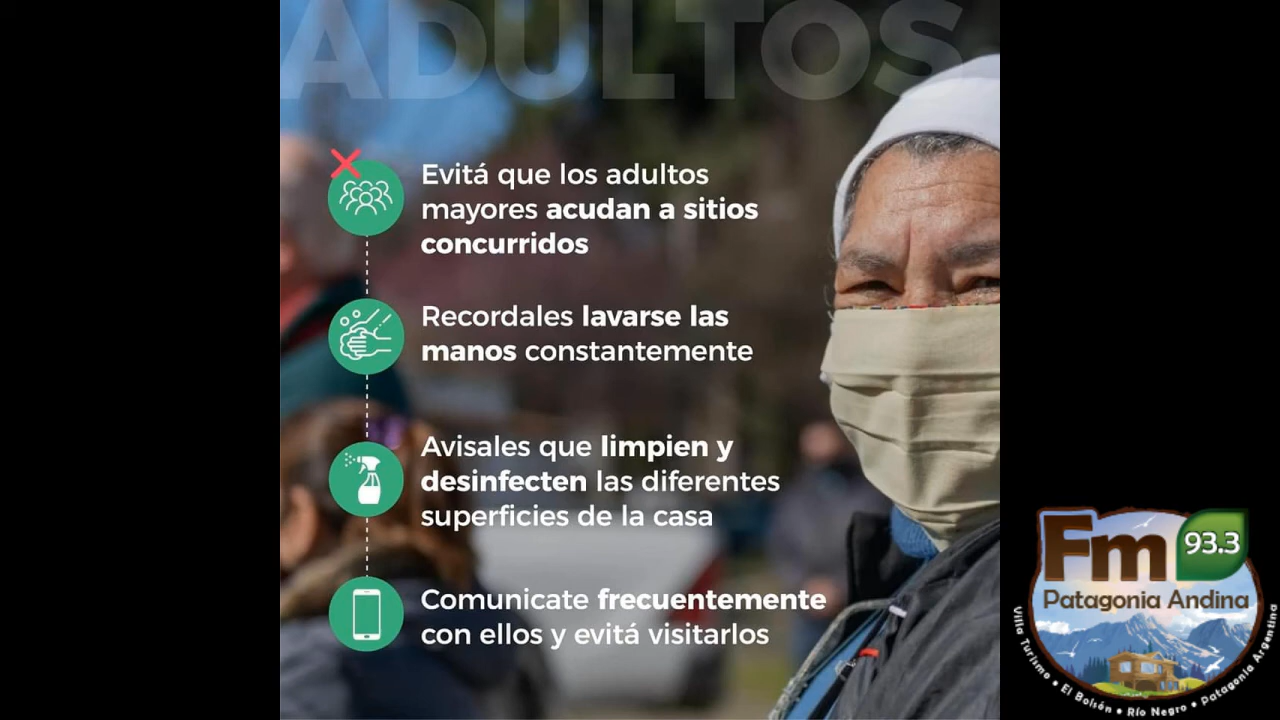 ADULTOS
Evitá que los adultos
mayores acudan a sitios
concurridos
Recordales lavarse las
manos constantemente
Avisales que limpien y
desinfecten las diferentes
superficies de la casa
Comunicate frecuentemente
con ellos y evitá visitarlos
Fm 93.3
Patagonia Andina
Villa Turismo • El Bolsón • Río Negro • Patagonia Argentina